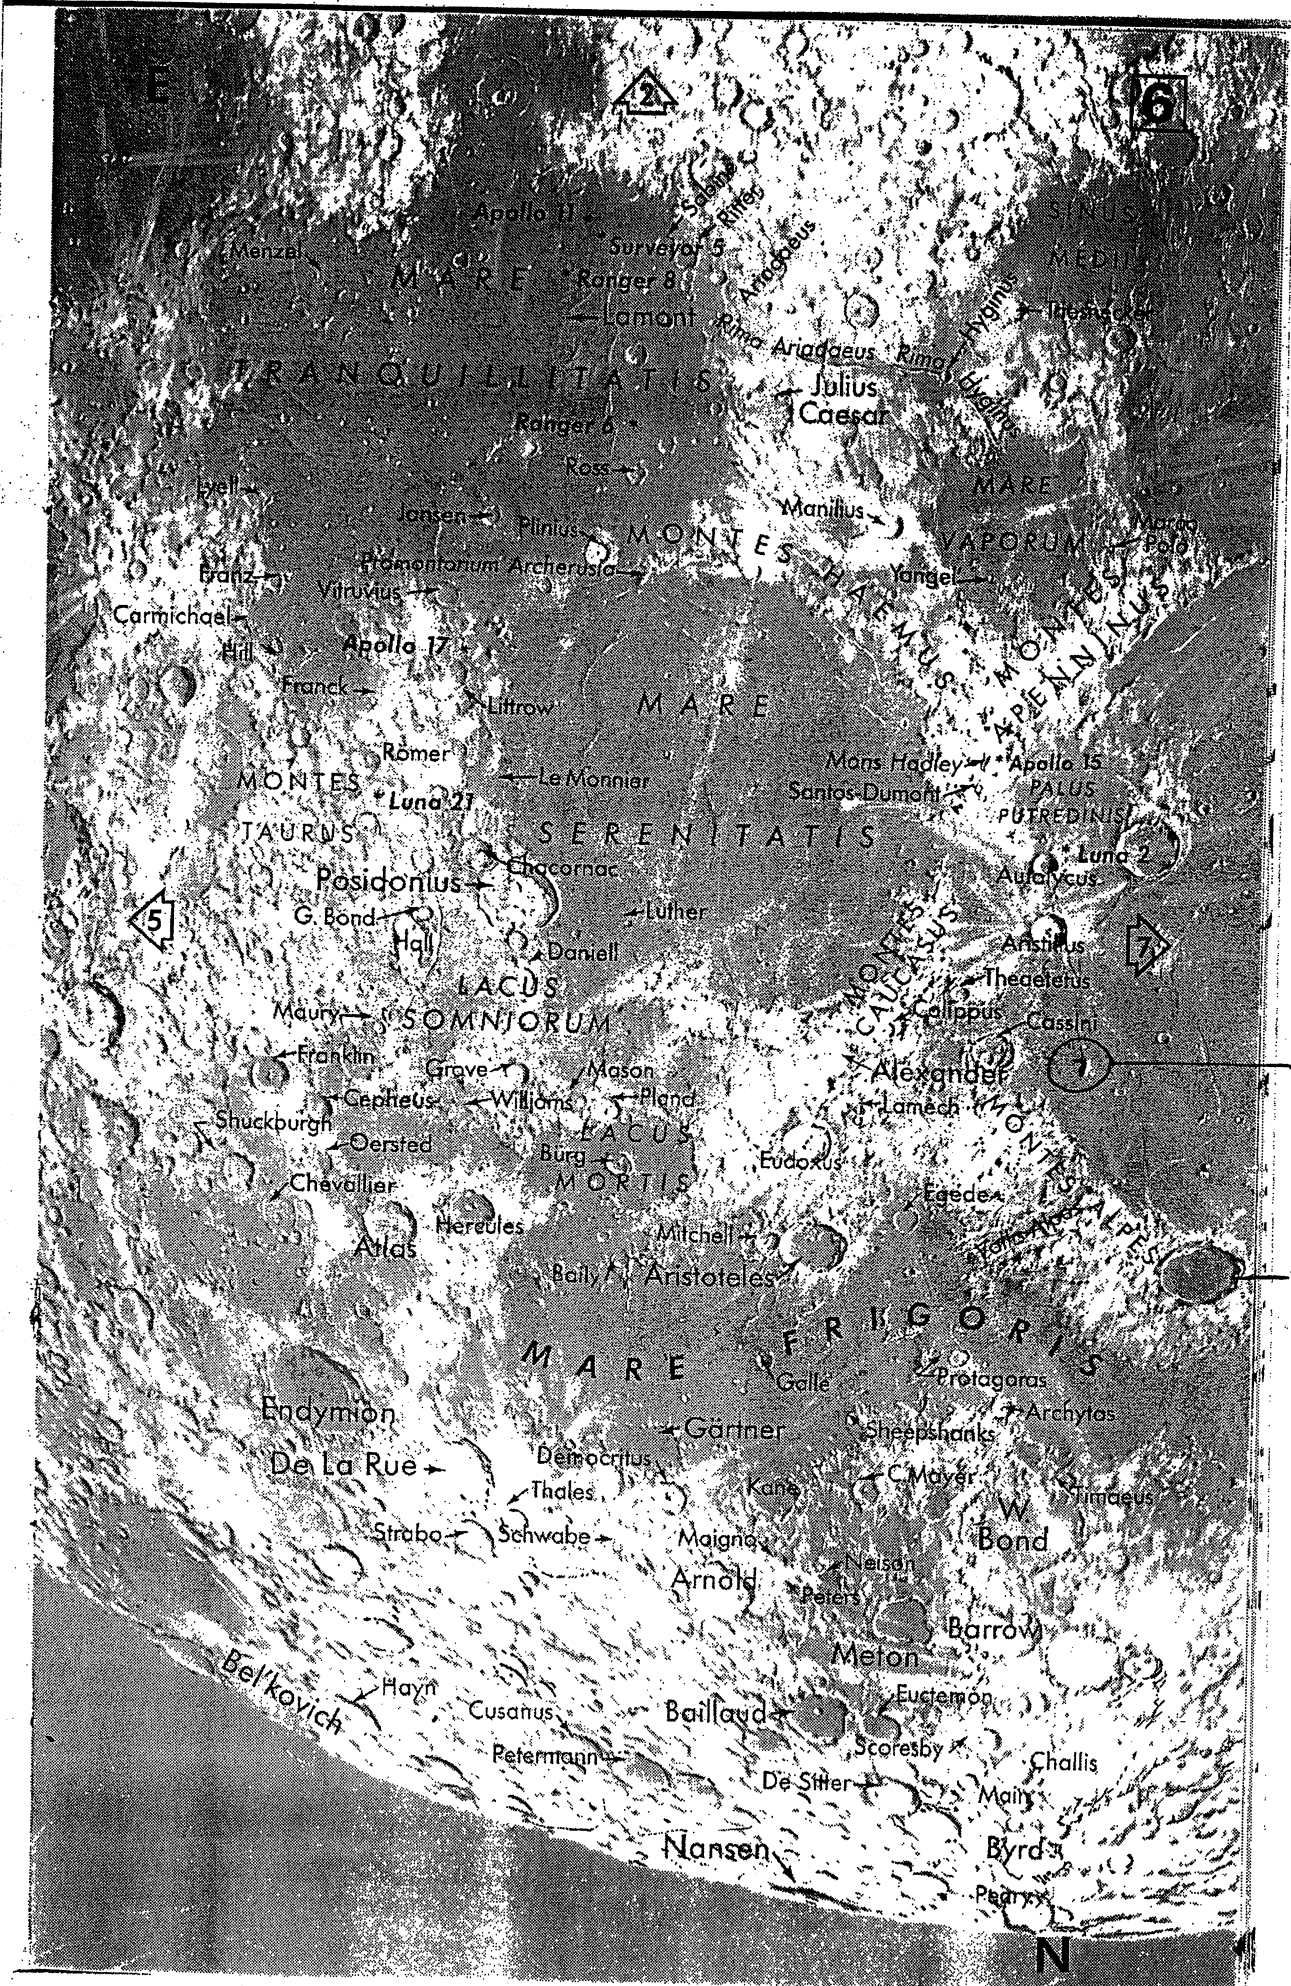 E
2
6
Sabine
Ritter
SINUS
MEDII
Apollo 11
Surveyor 5
Menzel
MARE
Ranger 8
Ariadaeus
Hyginus
Triesnecker
Lamont
Rima Ariadaeus
Rima
Hyginus
TRANQUILLITATIS
Julius
Caesar
Ranger 6
Ross
Lyell
MARE
Jansen
Plinius
MONTES HAEMUS
Manilius
VAPORUM
Marco
Polo
Promontorium Archerusia
Franz
Vitruvius
Yangel
Carmichael
MONTES
APENNINUS
Hill
Apollo 17
Franck
Littrow
MARE
Römer
Mons Hadley
Apollo 15
MONTES
Le Monnier
Santos-Dumont
PALUS
Luna 21
PUTREDINIS
TAURUS
SERENITATIS
Luna 2
Chacornac
Autolycus
Posidonius
5
G. Bond
Luther
MONTES
CAUCASUS
Hall
Daniell
Aristillus
7
LACUS
Theaetetus
Maury
SOMNIORUM
Calippus
Cassini
Franklin
Grove
Mason
Alexander
Cepheus
Williams
Plana
Lamèch
Shuckburgh
LACUS
MONTES ALPES
Oersted
Bürg
Eudoxus
MORTIS
Chevallier
Egede
Hercules
Mitchell
Vallis Alpes
Atlas
Baily
Aristoteles
MARE FRIGORIS
Galle
Protagoras
Endymion
Archytas
Gärtner
Sheepshanks
De La Rue
Democritus
Kane
C. Mayer
Thales
Timaeus
W.
Bond
Strabo
Schwabe
Maigno
Neison
Arnold
Peters
Barrow
Meton
Bel'kovich
Hayn
Euctemon
Cusanus
Baillaud
Scoresby
Petermann
Challis
De Sitter
Main
Nansen
Byrd
Peary
N